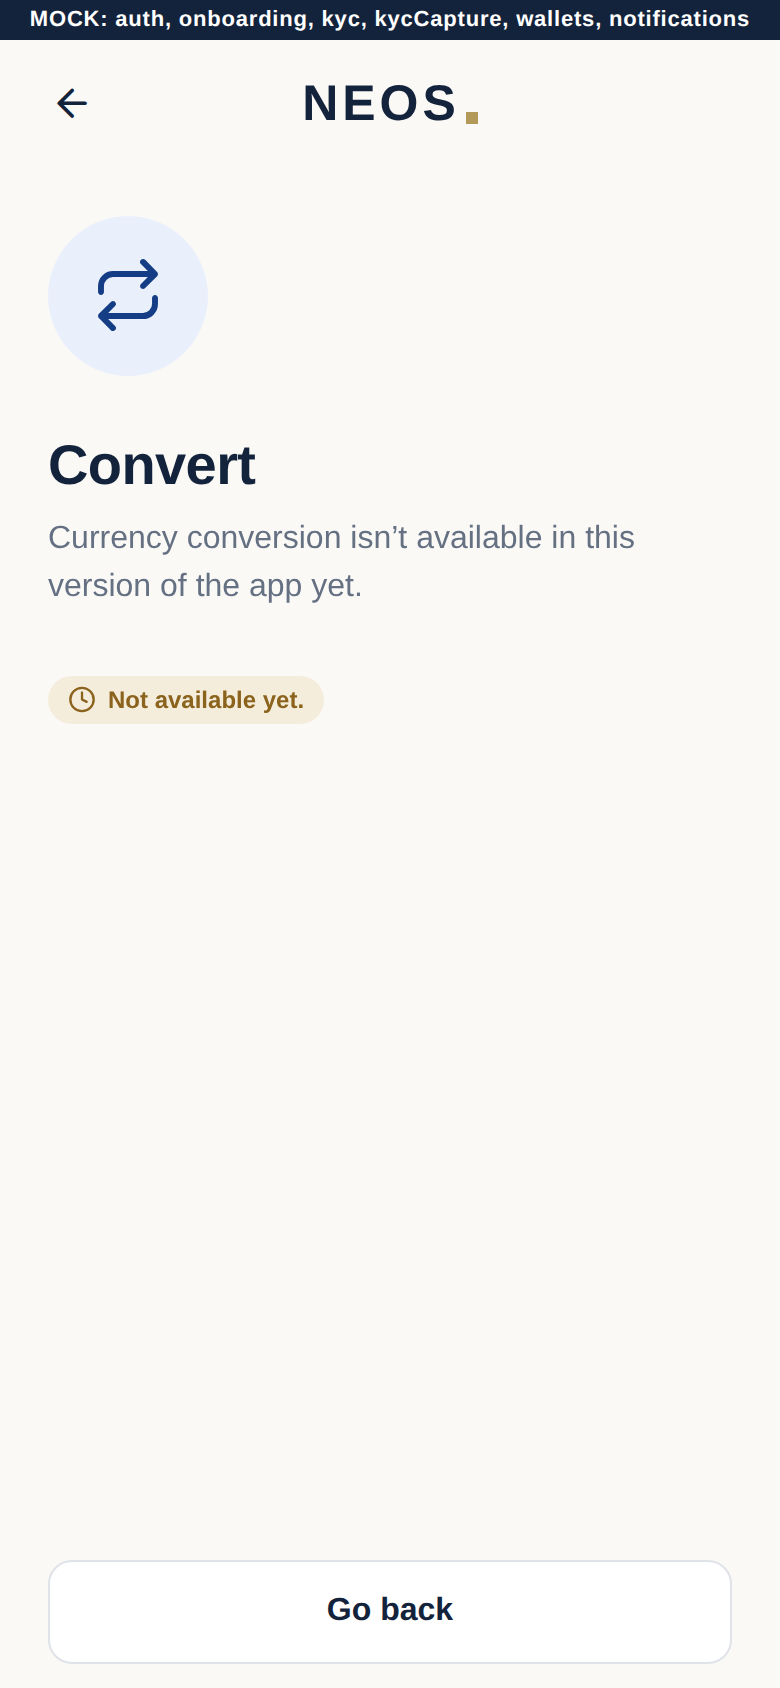 MOCK: auth, onboarding, kyc, kycCapture, wallets, notifications
NEOS.
Convert
Currency conversion isn’t available in this
version of the app yet.
Not available yet.
Go back